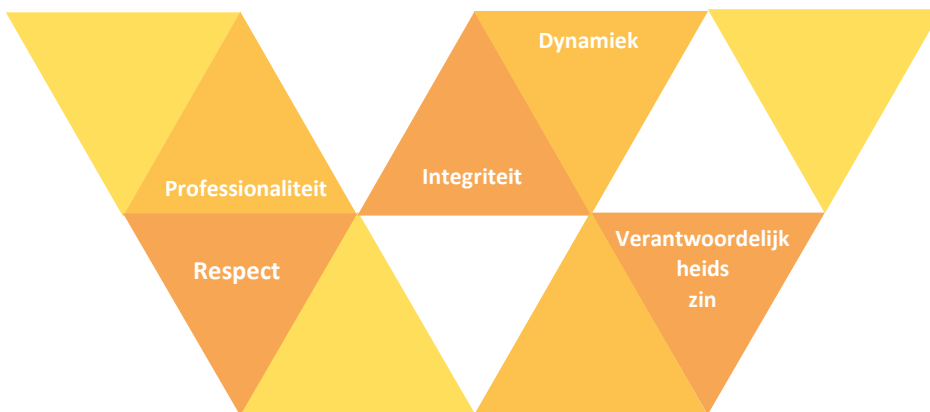 Dynamiek
Professionaliteit
Integriteit
Respect
Verantwoordelijk
heids
zin